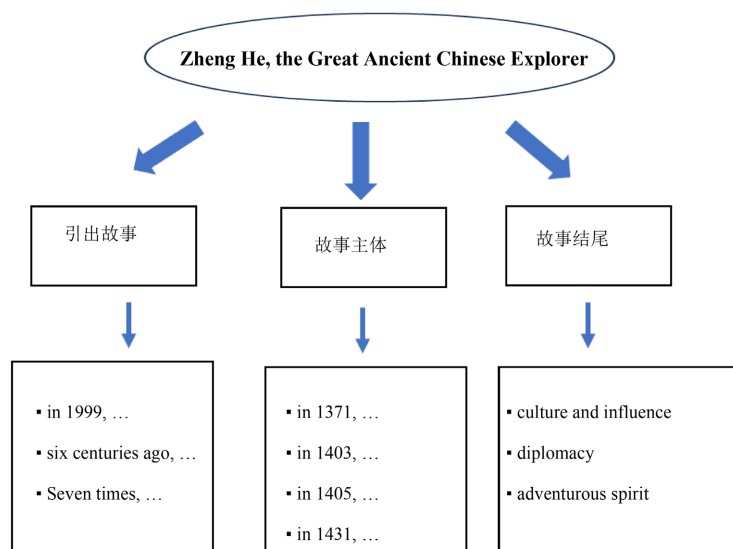 Zheng He, the Great Ancient Chinese Explorer
引出故事
故事主体
故事结尾
▪ in 1999, …
▪ six centuries ago, …
▪ Seven times, …
▪ in 1371, …
▪ in 1403, …
▪ in 1405, …
▪ in 1431, …
▪ culture and influence
▪ diplomacy
▪ adventurous spirit